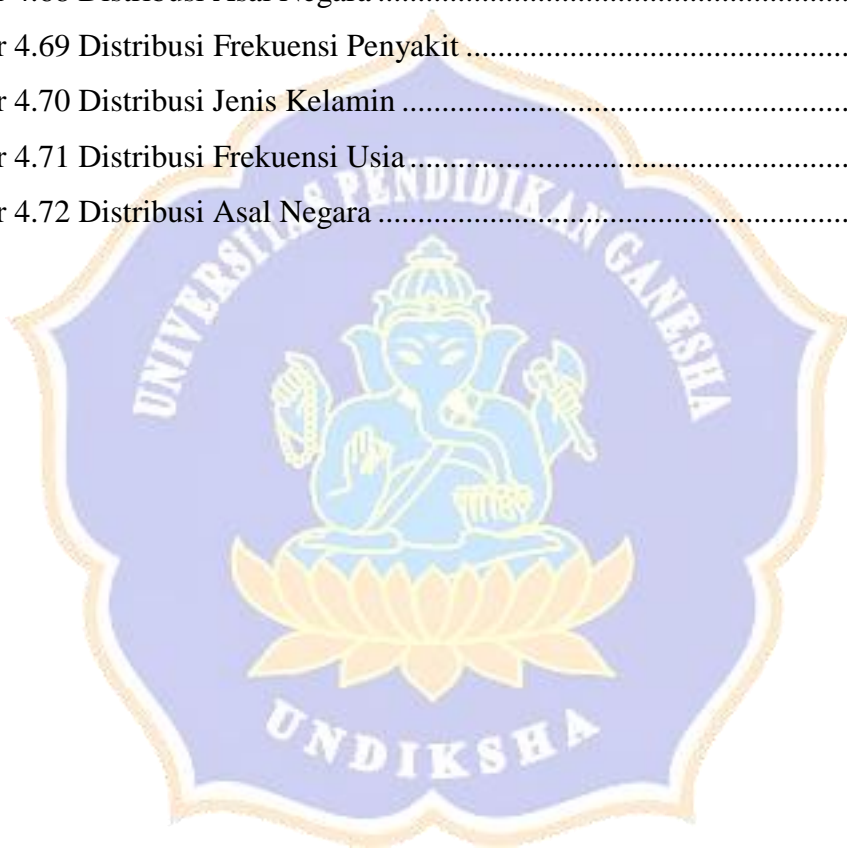 r 4.69 Distribusi Frekuensi Penyakit ....................................................
r 4.70 Distribusi Jenis Kelamin ............................................................
r 4.71 Distribusi Frekuensi Usia ...........................................................
r 4.72 Distribusi Asal Negara ...............................................................
UNIVERSITAS PENDIDIKAN GANESHA
UNDIKSHA